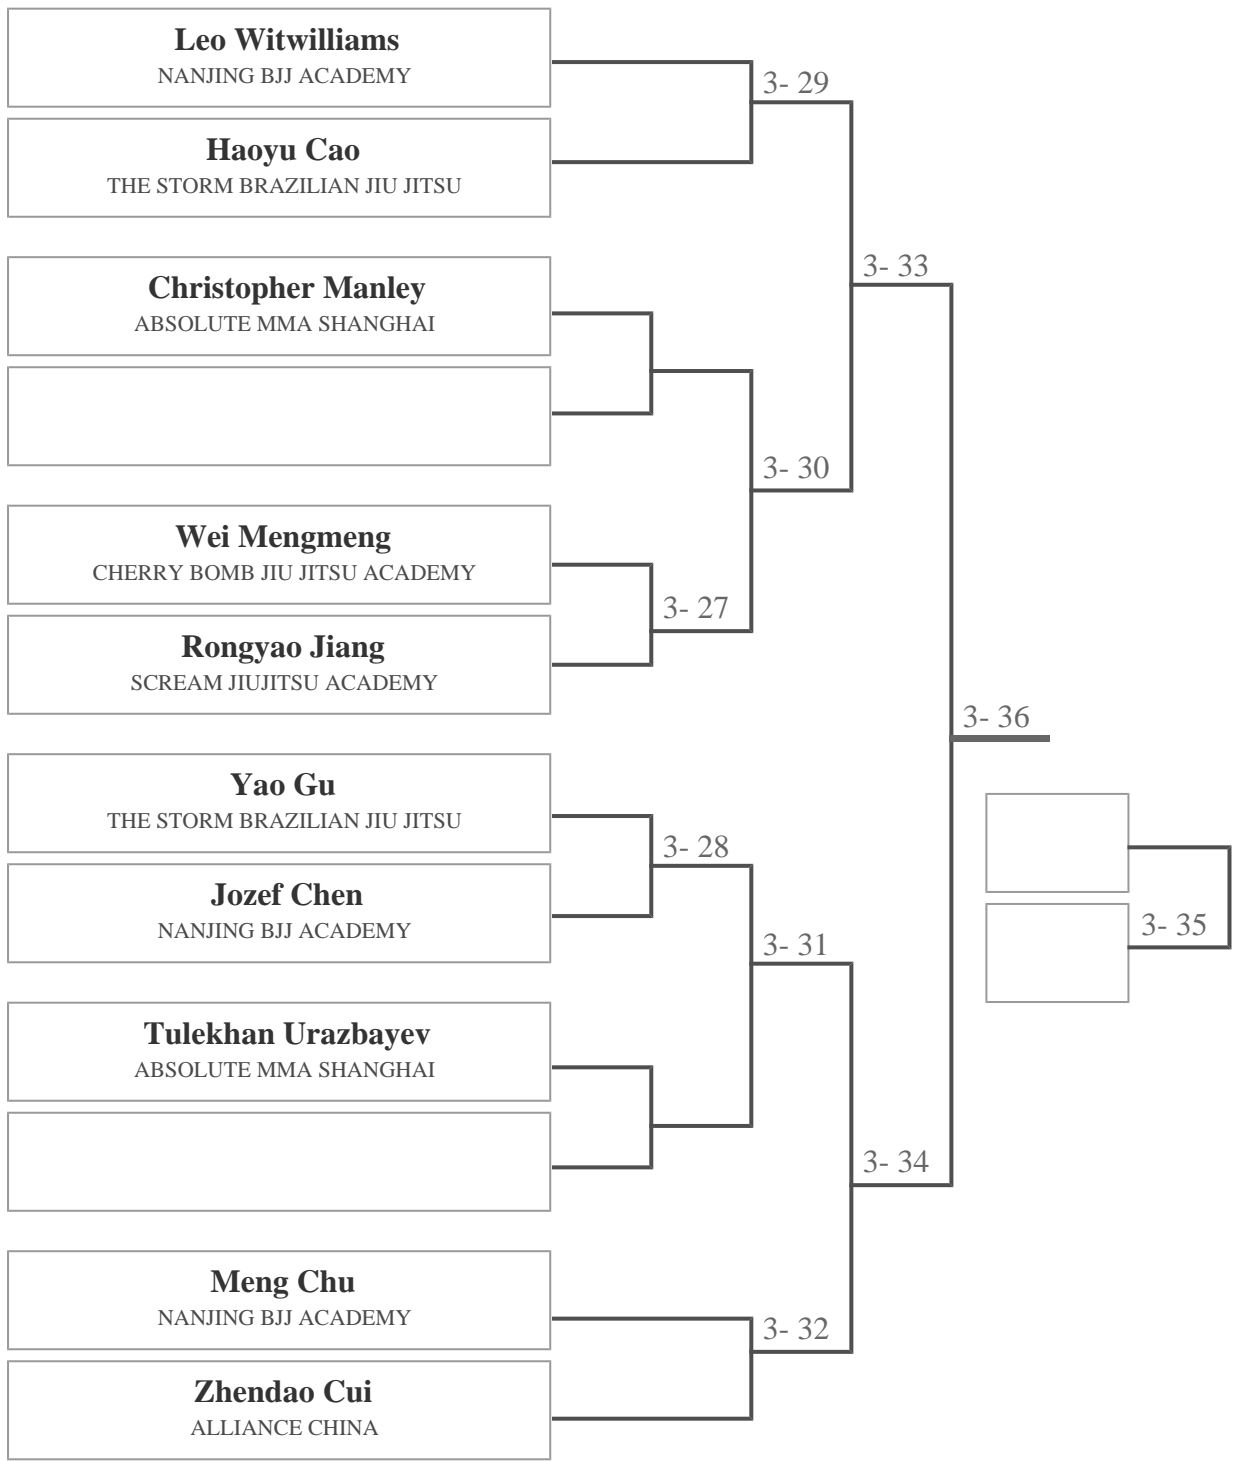 Leo Witwilliams
NANJING BJJ ACADEMY
3- 29
Haoyu Cao
THE STORM BRAZILIAN JIU JITSU
3- 33
Christopher Manley
ABSOLUTE MMA SHANGHAI
3- 30
Wei Mengmeng
CHERRY BOMB JIU JITSU ACADEMY
3- 27
Rongyao Jiang
SCREAM JIUJITSU ACADEMY
3- 36
Yao Gu
THE STORM BRAZILIAN JIU JITSU
3- 28
Jozef Chen
NANJING BJJ ACADEMY
3- 35
3- 31
Tulekhan Urazbayev
ABSOLUTE MMA SHANGHAI
3- 34
Meng Chu
NANJING BJJ ACADEMY
3- 32
Zhendao Cui
ALLIANCE CHINA